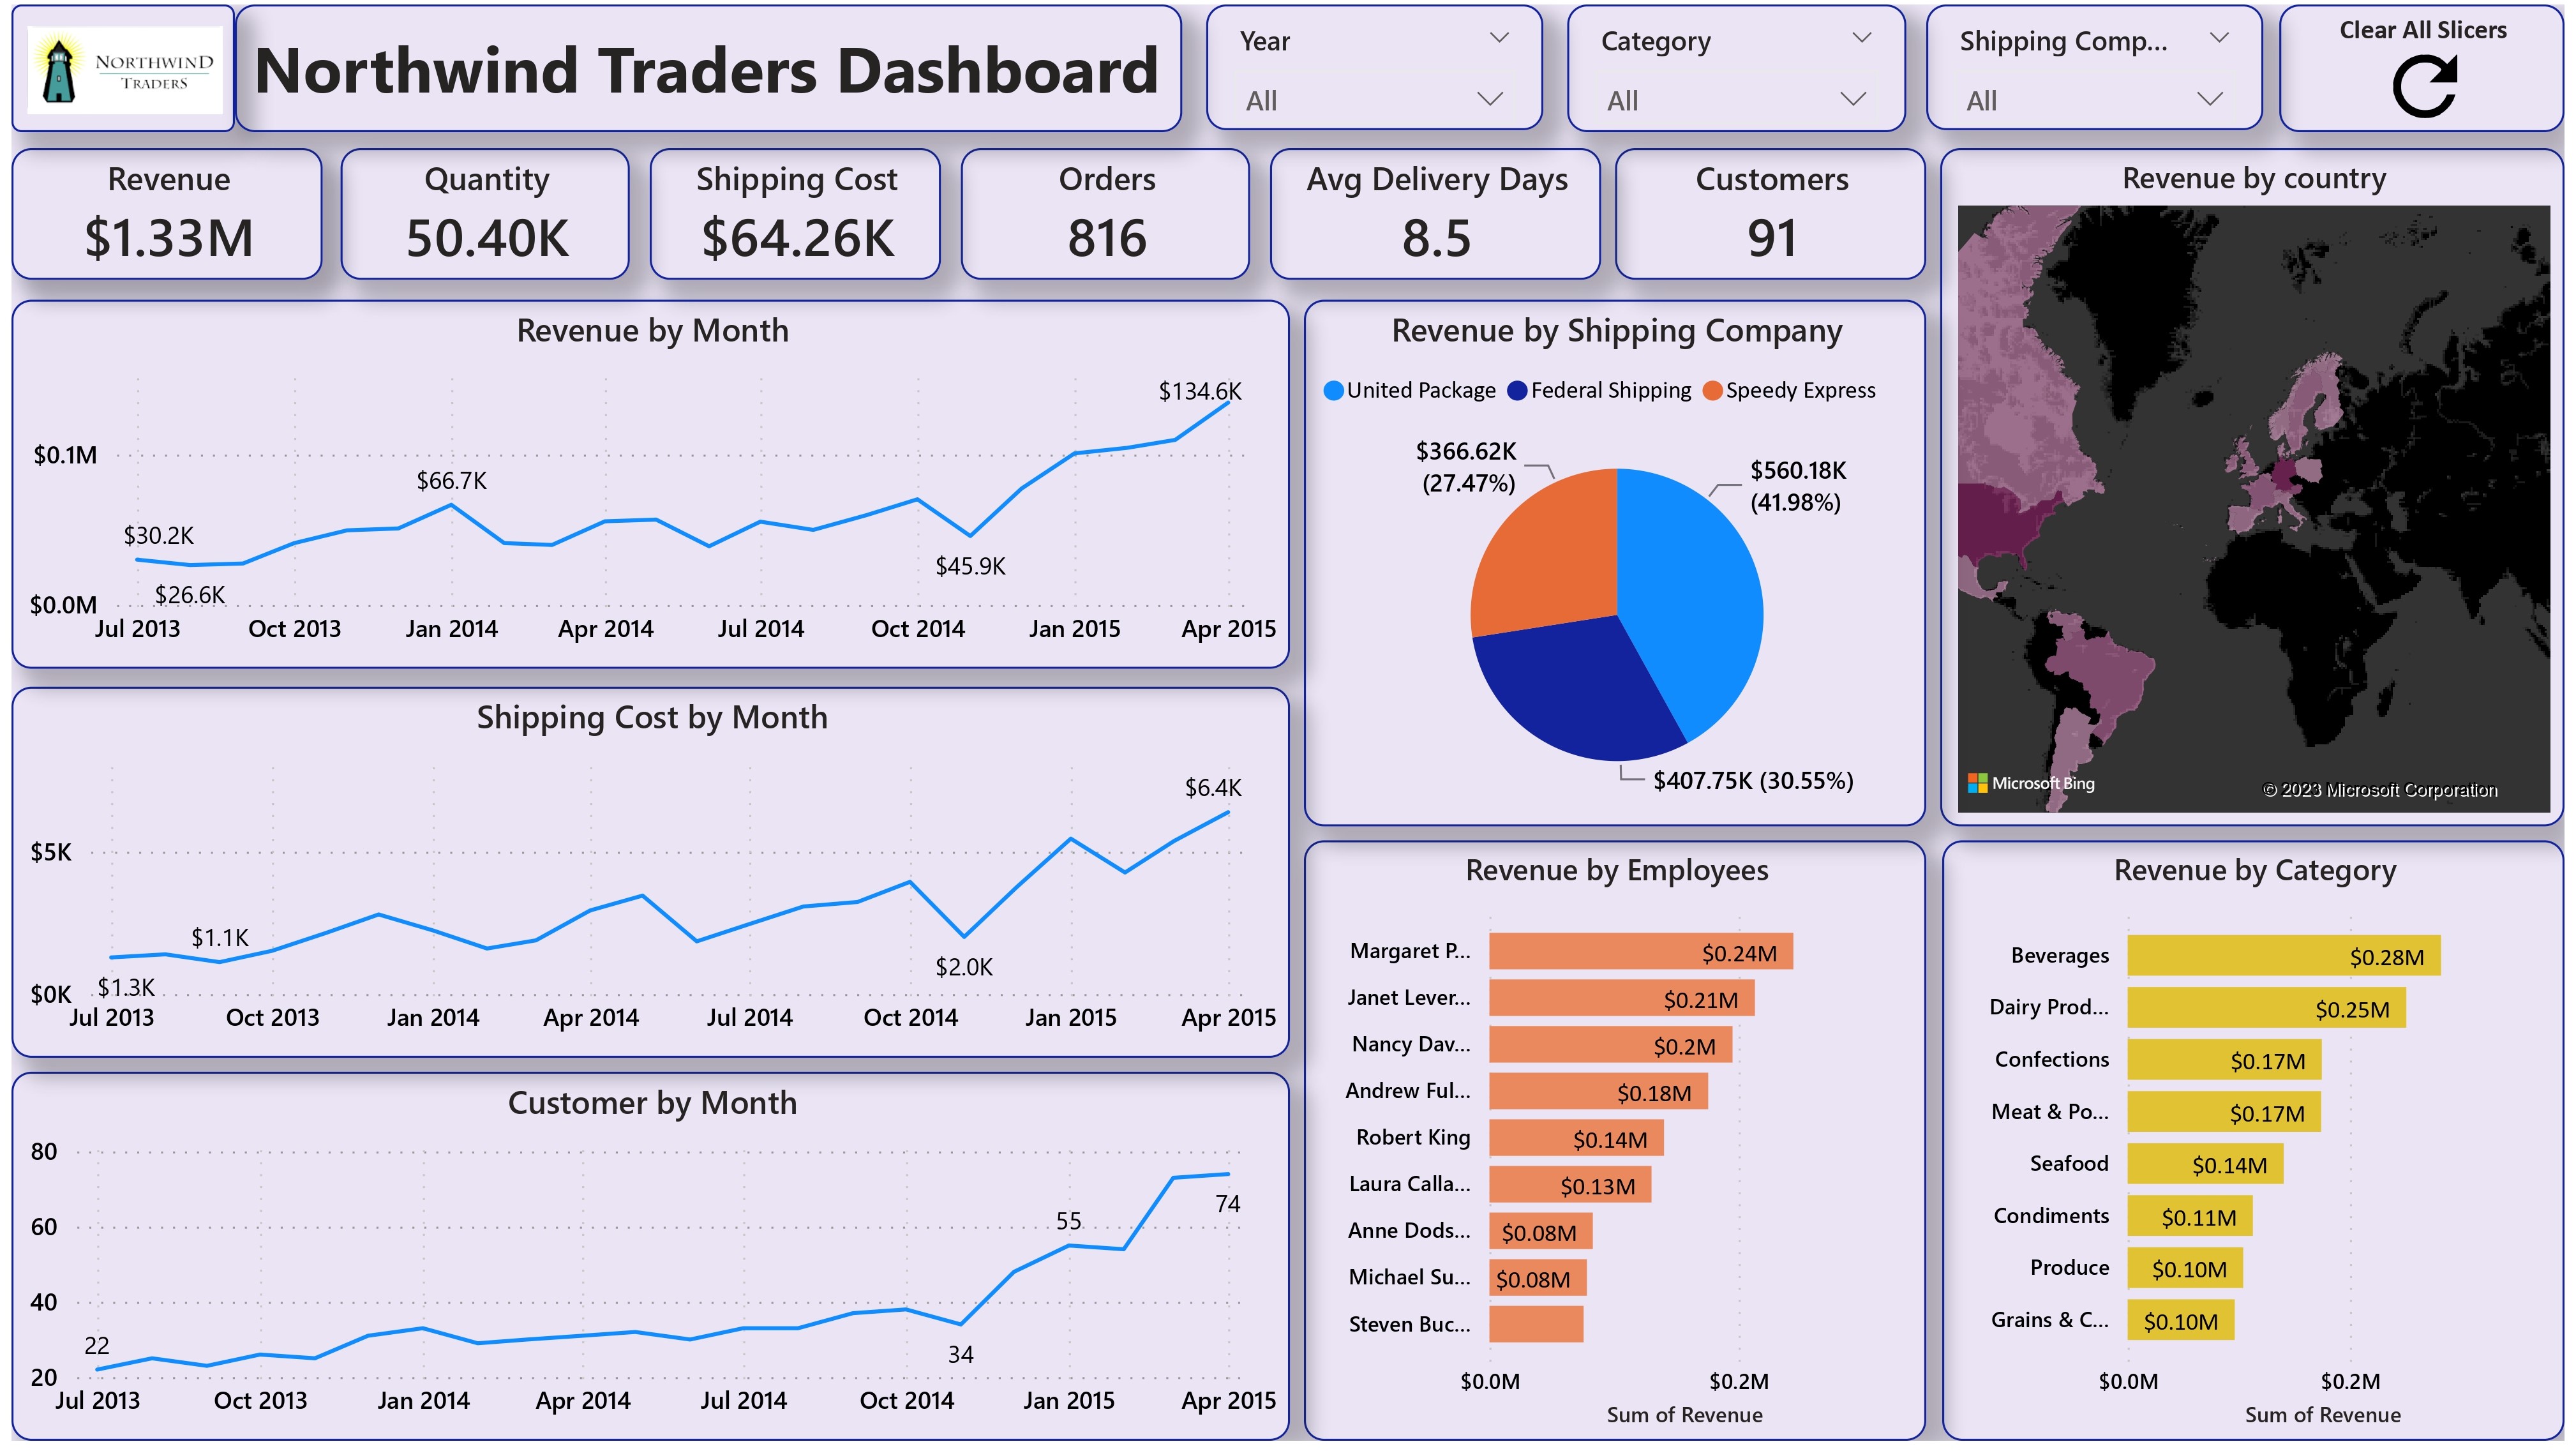 NORTHWIND
TRADERS
Northwind Traders Dashboard
Year
All
Category
All
Shipping Comp...
All
Clear All Slicers
Revenue
$1.33M
Quantity
50.40K
Shipping Cost
$64.26K
Orders
816
Avg Delivery Days
8.5
Customers
91
Revenue by country
Microsoft Bing
© 2023 Microsoft Corporation
Revenue by Month
$134.6K
$0.1M
$66.7K
$30.2K
$45.9K
$26.6K
$0.0M
Jul 2013 Oct 2013 Jan 2014 Apr 2014 Jul 2014 Oct 2014 Jan 2015 Apr 2015
Revenue by Shipping Company
United Package Federal Shipping Speedy Express
$366.62K
(27.47%)
$560.18K
(41.98%)
$407.75K (30.55%)
Shipping Cost by Month
$6.4K
$5K
$1.1K
$2.0K
$1.3K
$0K
Jul 2013 Oct 2013 Jan 2014 Apr 2014 Jul 2014 Oct 2014 Jan 2015 Apr 2015
Customer by Month
80
74
60
55
40
34
22
20
Jul 2013 Oct 2013 Jan 2014 Apr 2014 Jul 2014 Oct 2014 Jan 2015 Apr 2015
Revenue by Employees
Margaret P... $0.24M
Janet Lever... $0.21M
Nancy Dav... $0.2M
Andrew Ful... $0.18M
Robert King $0.14M
Laura Calla... $0.13M
Anne Dods... $0.08M
Michael Su... $0.08M
Steven Buc...
$0.0M $0.2M
Sum of Revenue
Revenue by Category
Beverages $0.28M
Dairy Prod... $0.25M
Confections $0.17M
Meat & Po... $0.17M
Seafood $0.14M
Condiments $0.11M
Produce $0.10M
Grains & C... $0.10M
$0.0M $0.2M
Sum of Revenue